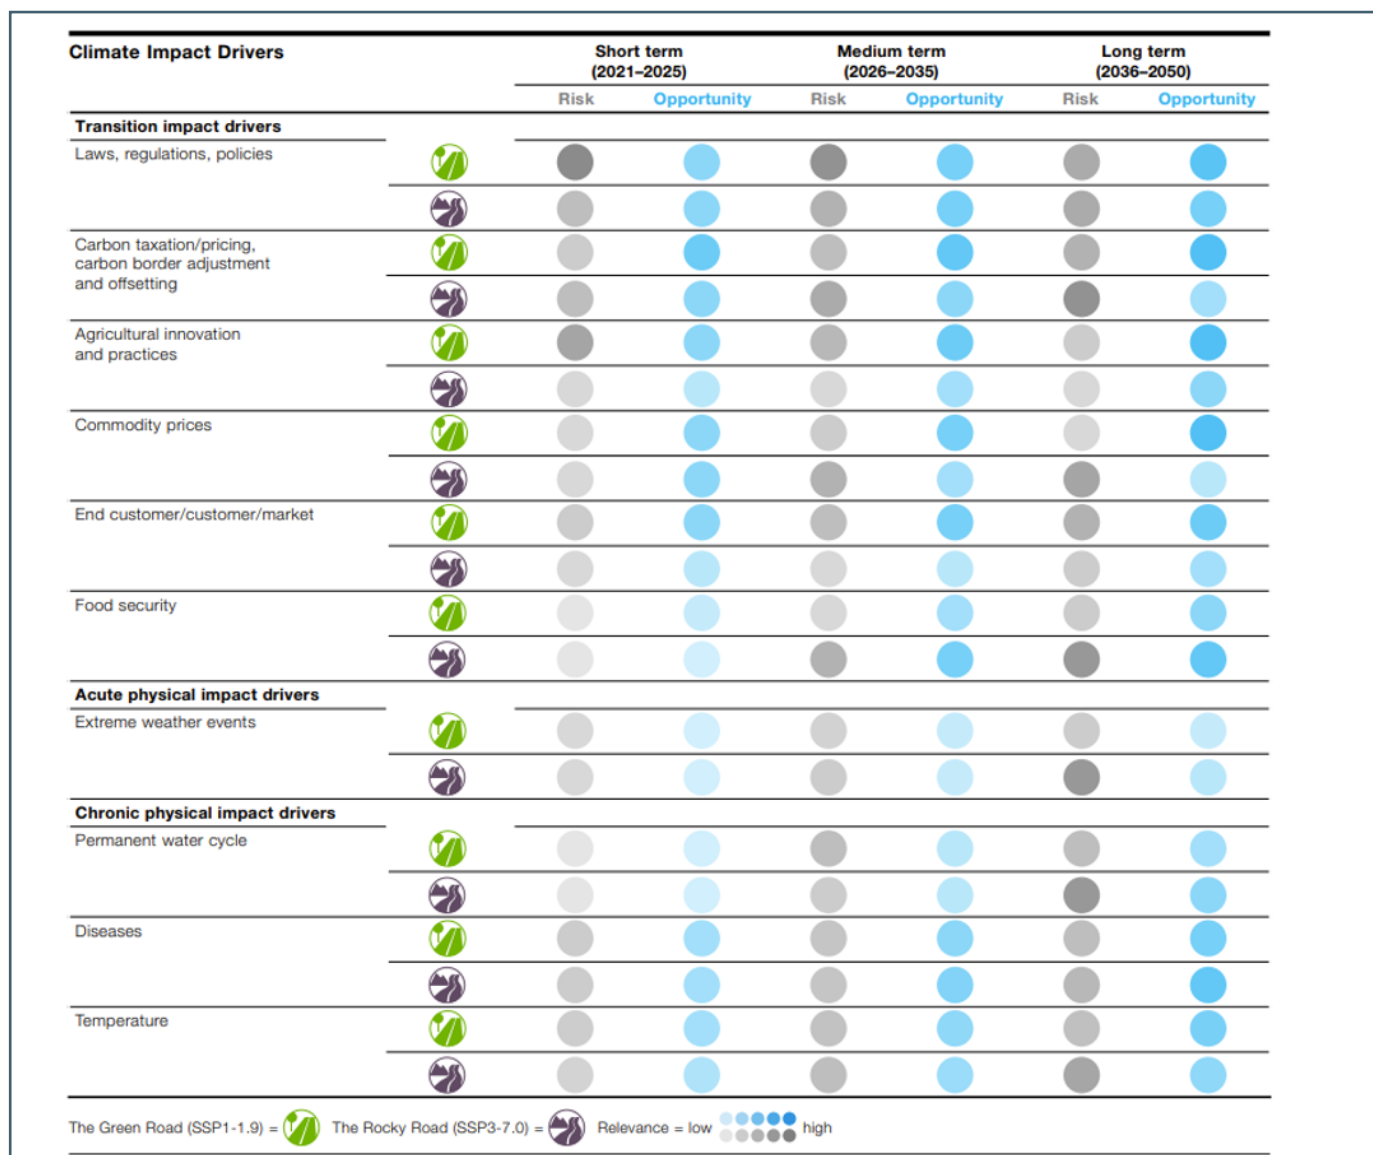 Climate Impact Drivers
Short term
(2021–2025)
Medium term
(2026–2035)
Long term
(2036–2050)
Risk Opportunity Risk Opportunity Risk Opportunity
Transition impact drivers
Laws, regulations, policies
Carbon taxation/pricing,
carbon border adjustment
and offsetting
Agricultural innovation
and practices
Commodity prices
End customer/customer/market
Food security
Acute physical impact drivers
Extreme weather events
Chronic physical impact drivers
Permanent water cycle
Diseases
Temperature
The Green Road (SSP1-1.9) = The Rocky Road (SSP3-7.0) = Relevance = low high